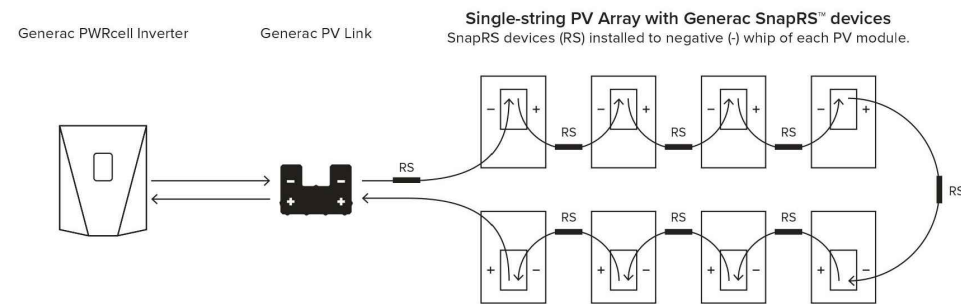 Single-string PV Array with Generac SnapRS™ devices
Generac PWRcell Inverter
Generac PV Link
SnapRS devices (RS) installed to negative (-) whip of each PV module.
- + - + - + - +
RS RS RS
RS
- -
+ +
RS
RS RS RS
+ - + - + - + -